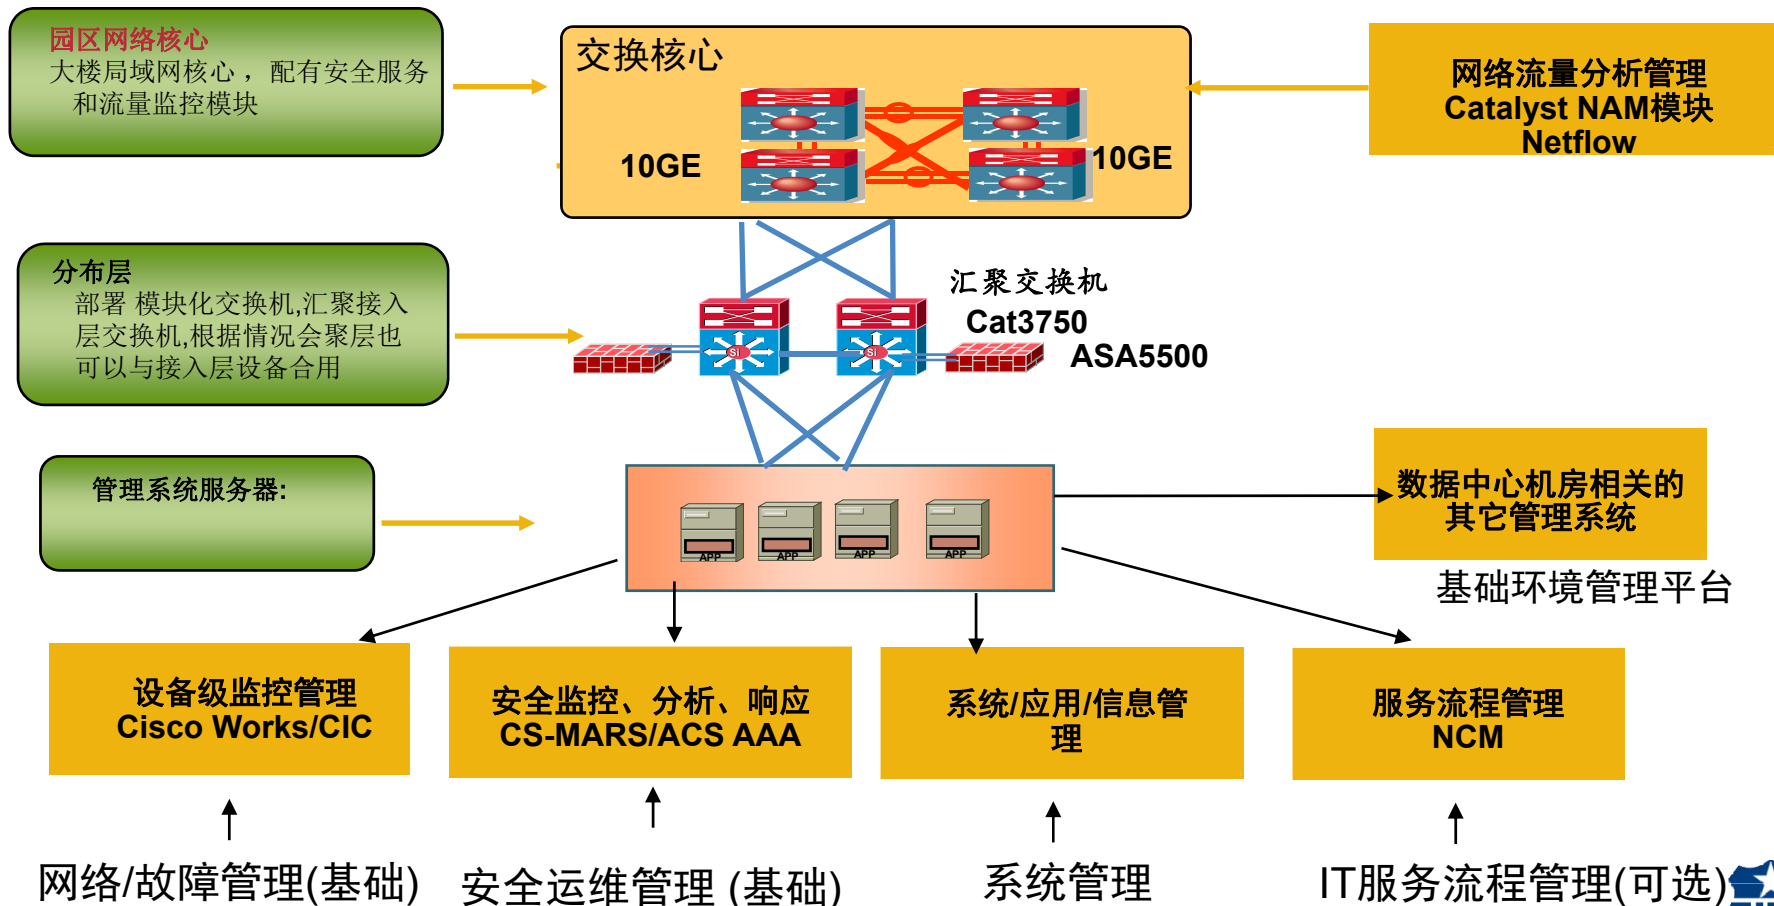 园区网络核心
大楼局域网核心 ，配有安全服务
和流量监控模块
交换核心
10GE
10GE
网络流量分析管理
Catalyst NAM模块
Netflow
分布层
部署 模块化交换机,汇聚接入
层交换机,根据情况会聚层也
可以与接入层设备合用
汇聚交换机
Cat3750
ASA5500
Si
Si
管理系统服务器:
APP
APP
APP
APP
数据中心机房相关的
其它管理系统
基础环境管理平台
设备级监控管理
Cisco Works/CIC
安全监控、分析、响应
CS-MARS/ACS AAA
系统/应用/信息管
理
服务流程管理
NCM
网络/故障管理(基础)
安全运维管理 (基础)
系统管理
IT服务流程管理(可选)